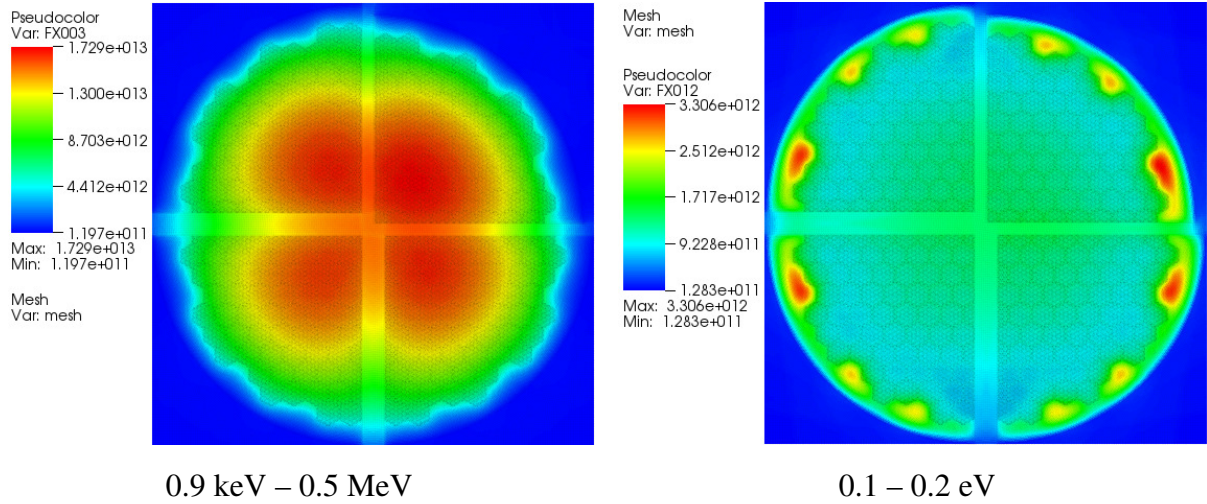 Pseudocolor
Var: FX003
1.729e+013
1.300e+013
8.703e+012
4.412e+012
1.197e+011
Max: 1.729e+013
Min: 1.197e+011
Mesh
Var: mesh
Mesh
Var: mesh
Pseudocolor
Var: FX012
3.306e+012
2.512e+012
1.717e+012
9.228e+011
1.283e+011
Max: 3.306e+012
Min: 1.283e+011
0.9 keV – 0.5 MeV
0.1 – 0.2 eV